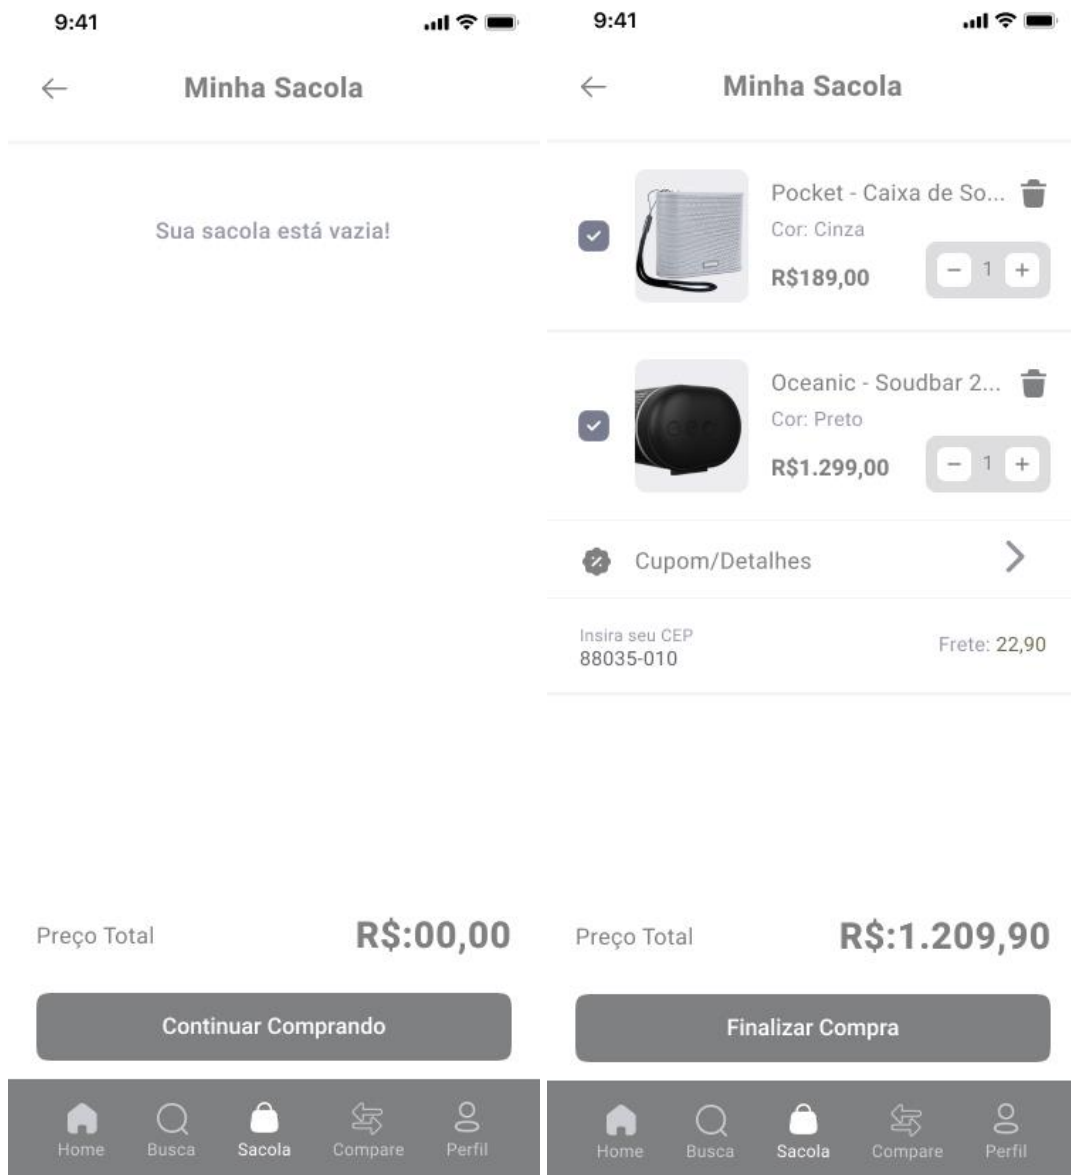 9:41
Minha Sacola
Sua sacola está vazia!
Preço Total
R$:00,00
Continuar Comprando
Home
Busca
Sacola
Compare
Perfil
9:41
Minha Sacola
Pocket - Caixa de So...
Cor: Cinza
R$189,00
− 1 +
Oceanic - Soudbar 2...
Cor: Preto
R$1.299,00
− 1 +
Cupom/Detalhes
Insira seu CEP
88035-010
Frete: 22,90
Preço Total
R$:1.209,90
Finalizar Compra
Home
Busca
Sacola
Compare
Perfil